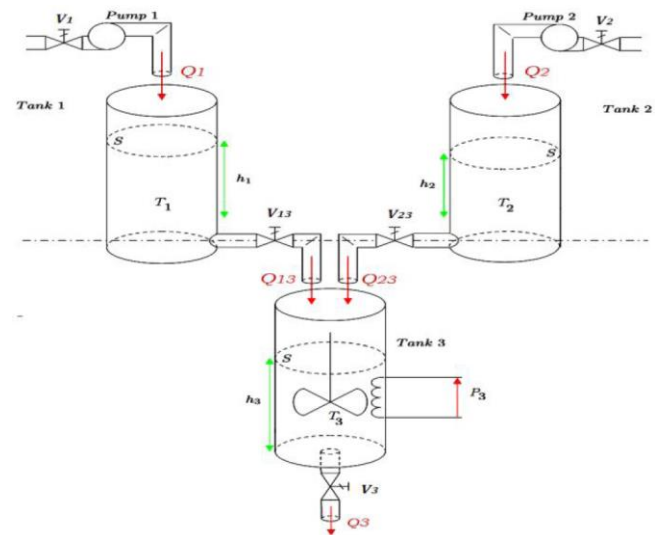 V1
Pump 1
Pump 2
V2
Q1
Q2
Tank 1
Tank 2
S
S
h1
h2
T1
T2
V13
V23
Q13
Q23
Tank 3
S
h3
P3
T3
V3
Q3